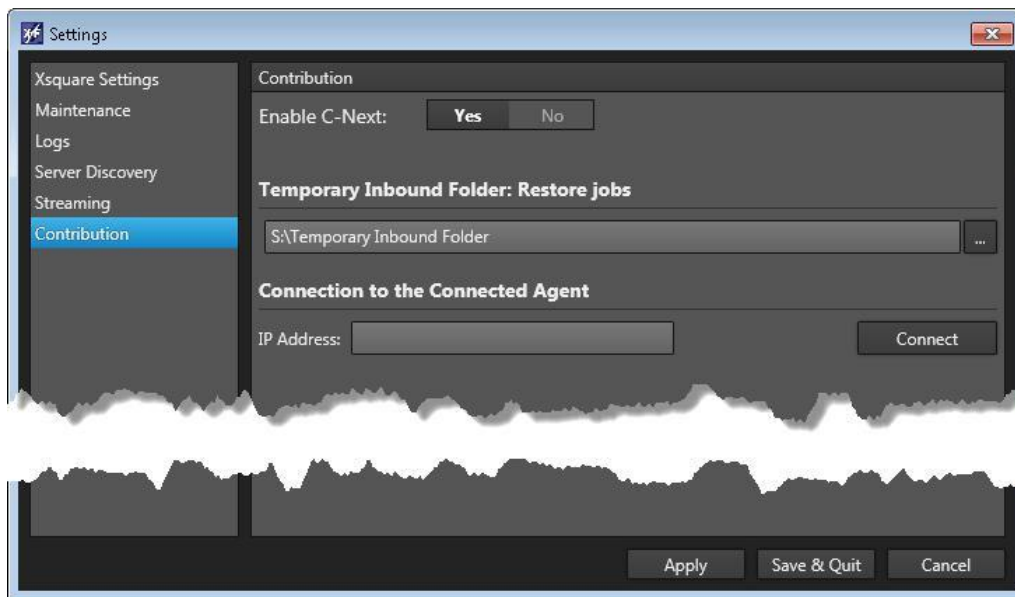 Settings
Xsquare Settings
Maintenance
Logs
Server Discovery
Streaming
Contribution
Contribution
Enable C-Next: Yes No
Temporary Inbound Folder: Restore jobs
S:\Temporary Inbound Folder ...
Connection to the Connected Agent
IP Address: Connect
Apply Save & Quit Cancel